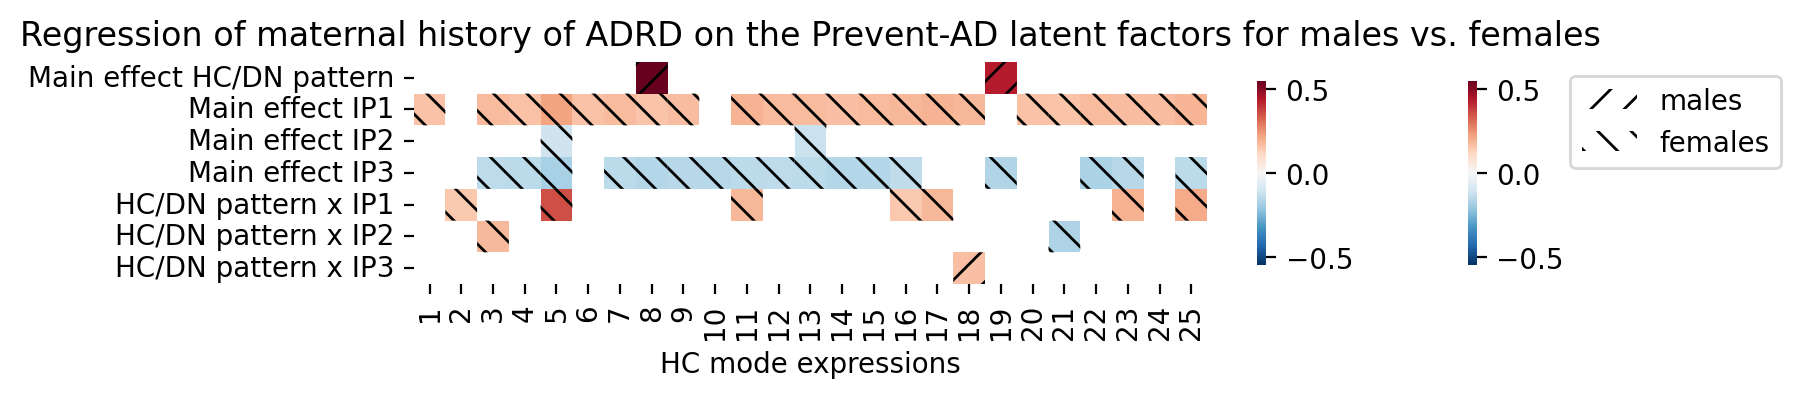 Regression of maternal history of ADRD on the Prevent-AD latent factors for males vs. females
Main effect HC/DN pattern
Main effect IP1
Main effect IP2
Main effect IP3
HC/DN pattern x IP1
HC/DN pattern x IP2
HC/DN pattern x IP3
1 2 3 4 5 6 7 8 9 10 11 12 13 14 15 16 17 18 19 20 21 22 23 24 25
HC mode expressions
0.5
0.0
−0.5
0.5
0.0
−0.5
males
females